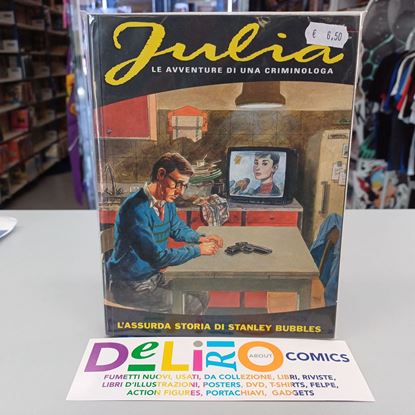 Julia
€ 6,50
LE AVVENTURE DI UNA CRIMINOLOGA
L'ASSURDA STORIA DI STANLEY BUBBLES
DeLiRiO ABOUT COMICS
FUMETTI NUOVI, USATI, DA COLLEZIONE, LIBRI, RIVISTE,
LIBRI D'ILLUSTRAZIONI, POSTERS, DVD, T-SHIRTS, FELPE,
ACTION FIGURES, PORTACHIAVI, GADGETS